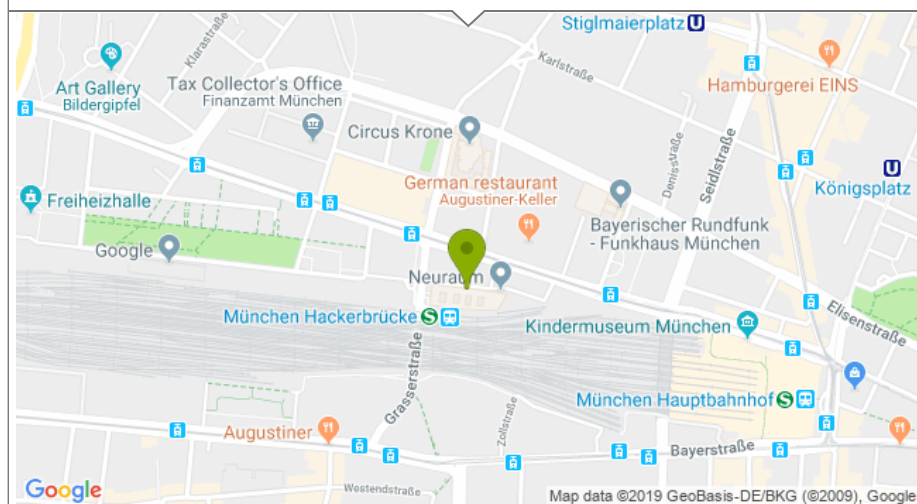 Stiglmaierplatz U
Klarastraße
Karlstraße
Art Gallery
Bildergipfel
Tax Collector's Office
Finanzamt München
Hamburgerei EINS
Circus Krone
Denisstraße
Seidlstraße
U
Königsplatz
German restaurant
Augustiner-Keller
Freiheizhalle
Bayerischer Rundfunk
- Funkhaus München
Google
Neuraum
München Hackerbrücke S
Kindermuseum München
Elisenstraße
Grasserstraße
München Hauptbahnhof S
Zollstraße
Augustiner
Bayerstraße
Westendstraße
Google
Map data ©2019 GeoBasis-DE/BKG (©2009), Google